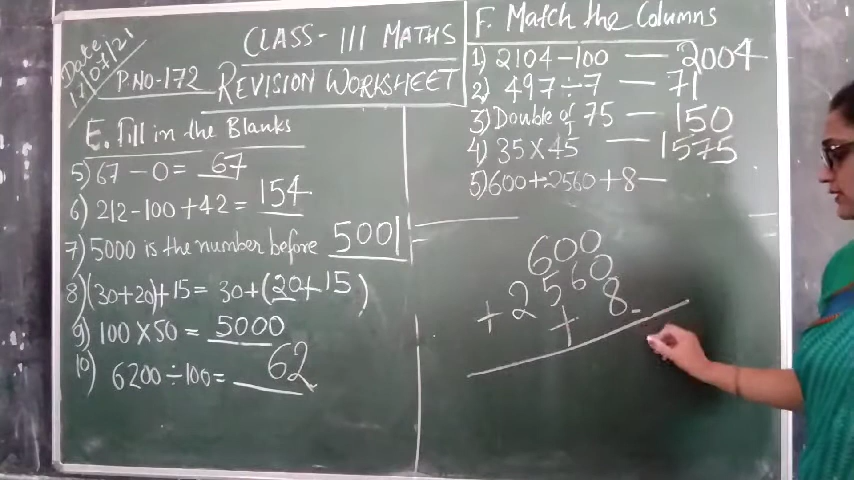 Date
17/07/21
CLASS - III MATHS
P.NO-172 REVISION WORKSHEET
E. Fill in the Blanks
5) 67 - 0 = 67
6) 212 - 100 + 42 = 154
7) 5000 is the number before 5001
8) (30 + 20) + 15 = 30 + (20 + 15)
9) 100 X 50 = 5000
10) 6200 ÷ 100 = 62
F. Match the Columns
1) 2104 - 100 — 2004
2) 497 ÷ 7 — 71
3) Double of 75 — 150
4) 35 X 45 — 1575
5) 600 + 2560 + 8 —
600
+ 2560
+ 8